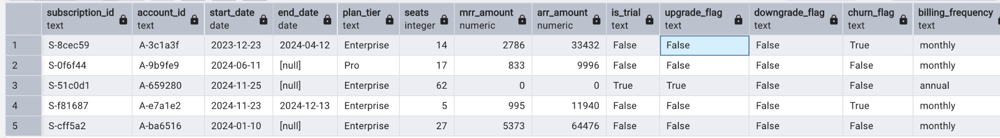 subscription_id account_id start_date end_date plan_tier seats mrr_amount arr_amount is_trial upgrade_flag downgrade_flag churn_flag billing_frequency
text text date date text integer numeric numeric text text text text text
1 S-8cec59 A-3c1a3f 2023-12-23 2024-04-12 Enterprise 14 2786 33432 False False False True monthly
2 S-0f6f44 A-9b9fe9 2024-06-11 [null] Pro 17 833 9996 False False False False monthly
3 S-51c0d1 A-659280 2024-11-25 [null] Enterprise 62 0 0 True True False False annual
4 S-f81687 A-e7a1e2 2024-11-23 2024-12-13 Enterprise 5 995 11940 False False False True monthly
5 S-cff5a2 A-ba6516 2024-01-10 [null] Enterprise 27 5373 64476 False False False False monthly